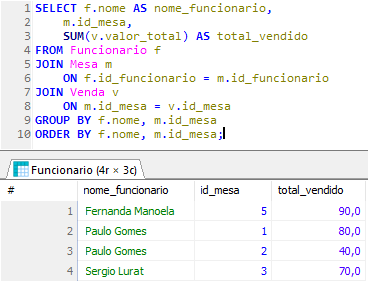 1 SELECT f.nome AS nome_funcionario,
2 m.id_mesa,
3 SUM(v.valor_total) AS total_vendido
4 FROM Funcionario f
5 JOIN Mesa m
6 ON f.id_funcionario = m.id_funcionario
7 JOIN Venda v
8 ON m.id_mesa = v.id_mesa
9 GROUP BY f.nome, m.id_mesa
10 ORDER BY f.nome, m.id_mesa;
Funcionario (4r × 3c)
# nome_funcionario id_mesa total_vendido
1 Fernanda Manoela 5 90,0
2 Paulo Gomes 1 80,0
3 Paulo Gomes 2 40,0
4 Sergio Lurat 3 70,0